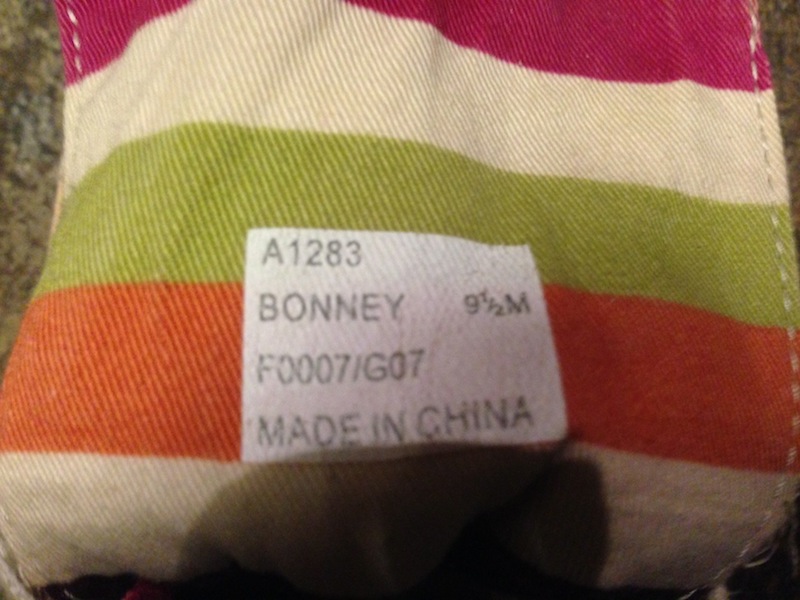 A1283
BONNEY 9½M
F0007/G07
MADE IN CHINA